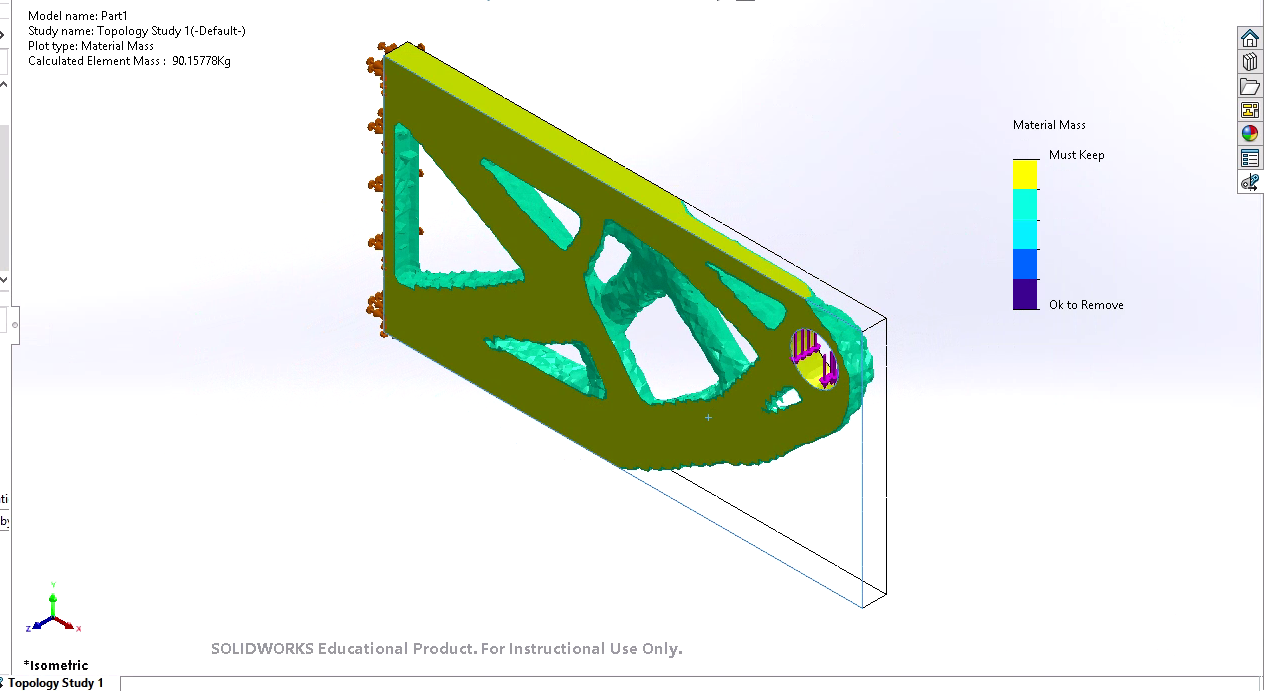 Model name: Part1
Study name: Topology Study 1(-Default-)
Plot type: Material Mass
Calculated Element Mass : 90.15778Kg
Material Mass
Must Keep
Ok to Remove
Y
Z
X
SOLIDWORKS Educational Product. For Instructional Use Only.
*Isometric
Topology Study 1